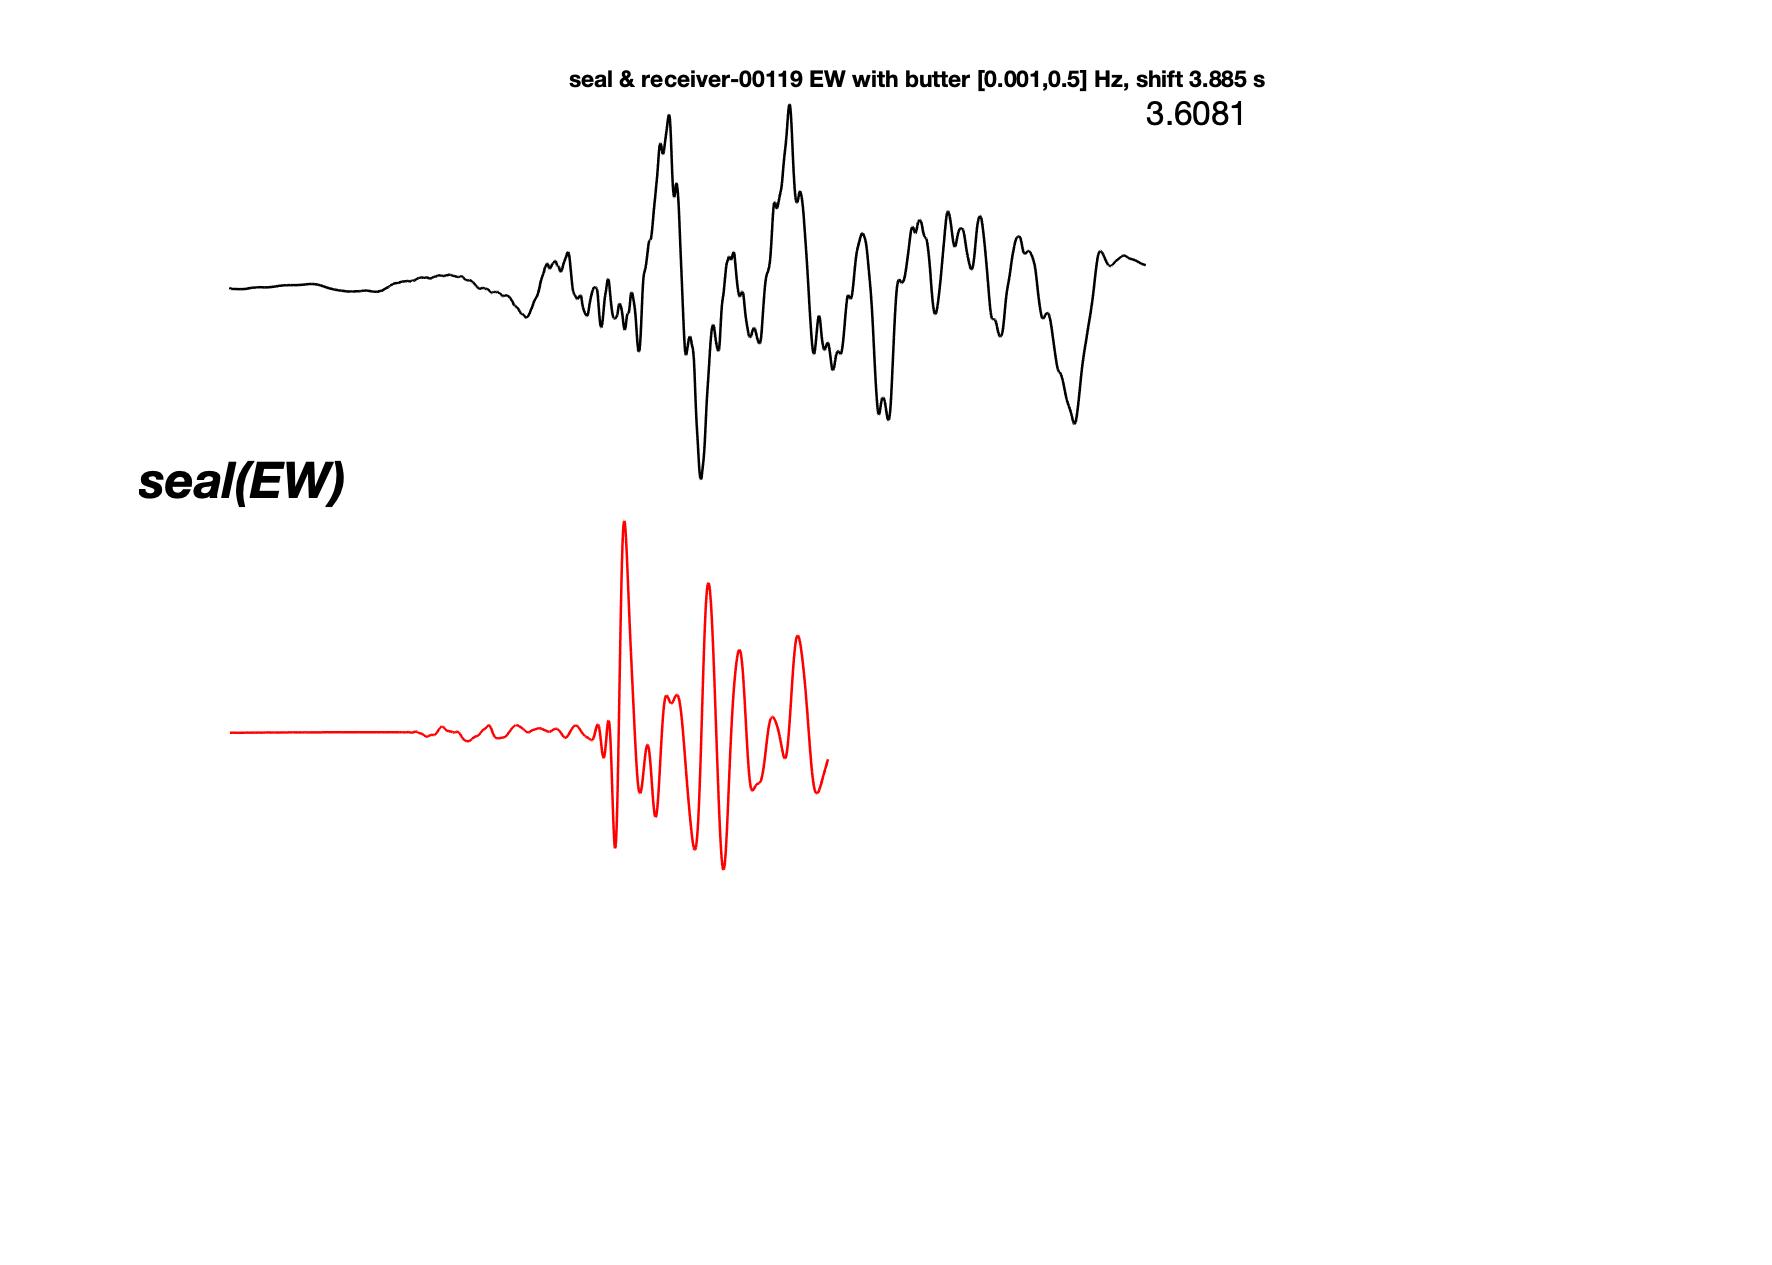 seal & receiver-00119 EW with butter [0.001,0.5] Hz, shift 3.885 s
3.6081
seal(EW)